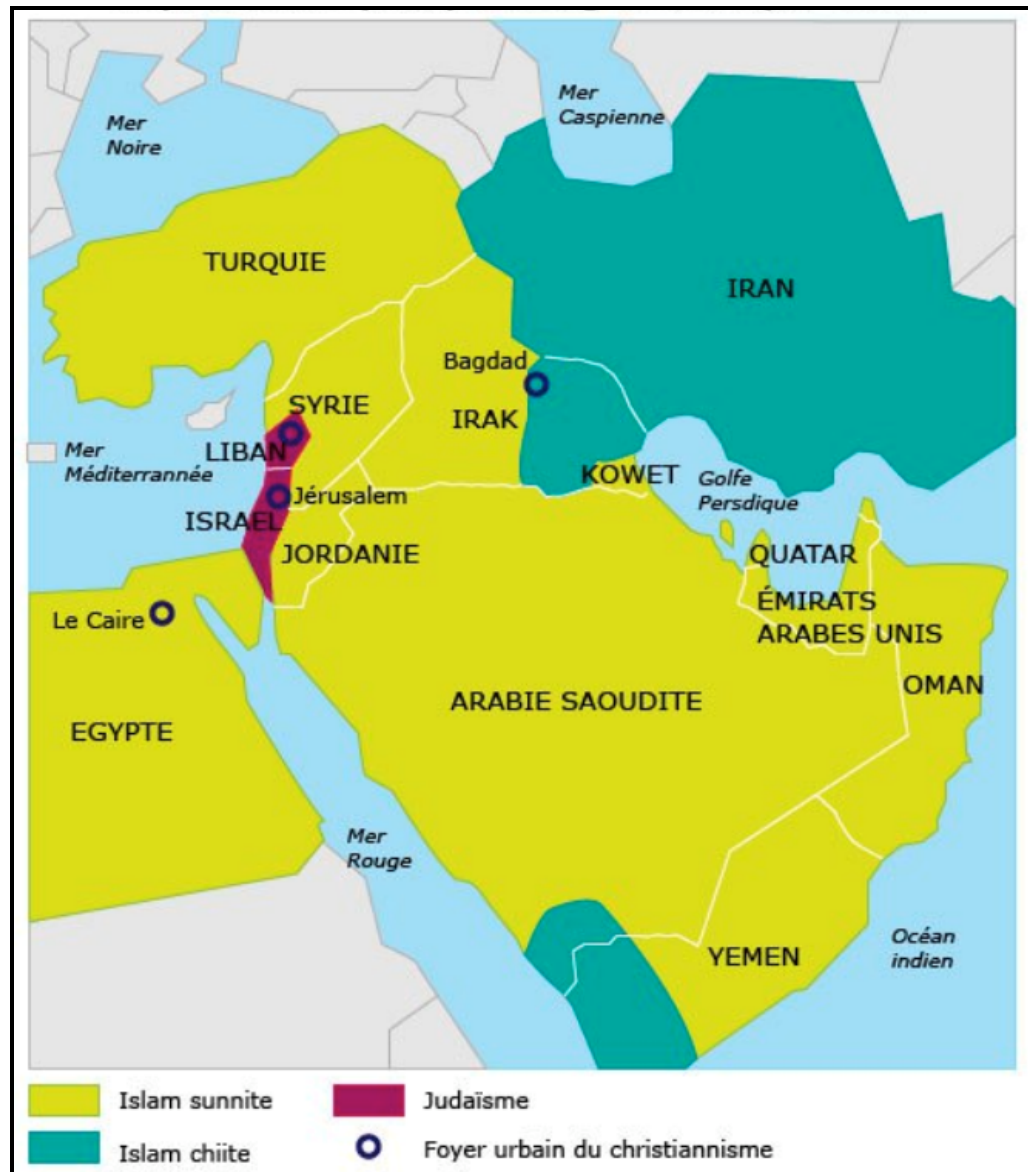 Mer
Noire
Mer
Caspienne
TURQUIE
IRAN
Bagdad
SYRIE
IRAK
LIBAN
Mer
Méditerrannée
KOWET
Golfe
Persdique
Jérusalem
ISRAEL
JORDANIE
QUATAR
ÉMIRATS
ARABES UNIS
Le Caire
OMAN
ARABIE SAOUDITE
EGYPTE
Mer
Rouge
YEMEN
Océan
indien
Islam sunnite
Judaïsme
Islam chiite
Foyer urbain du christiannisme